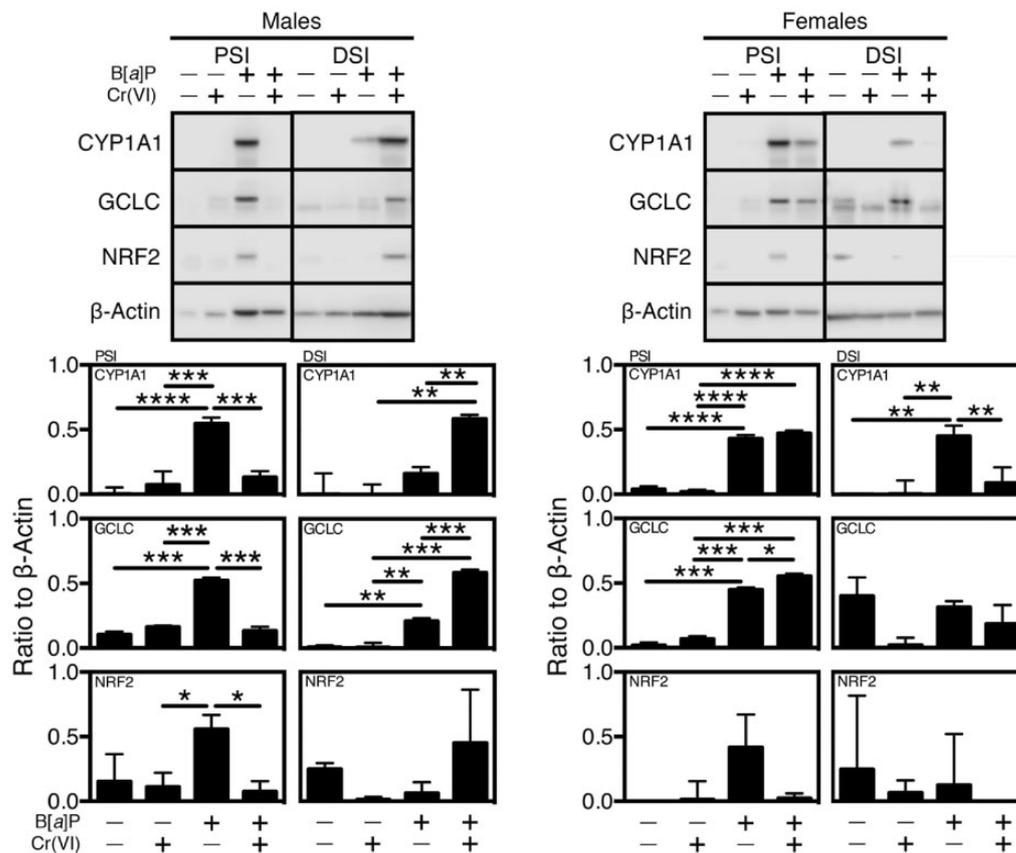 Males Females
PSI DSI PSI DSI
B[a]P – – + + – – + + B[a]P – – + + – – + +
Cr(VI) – + – + – + – + Cr(VI) – + – + – + – +
CYP1A1 CYP1A1
GCLC GCLC
NRF2 NRF2
β-Actin β-Actin
1.0 PSI DSI 1.0 PSI DSI
CYP1A1 CYP1A1 CYP1A1 CYP1A1
*** ** **** **
**** *** ** **** ** **
0.5 **** 0.5
0.0 0.0
1.0 GCLC GCLC 1.0 GCLC GCLC
*** *** ***
*** *** *** *** *
** ***
0.5 ** 0.5
0.0 0.0
1.0 NRF2 NRF2 1.0 NRF2 NRF2
* *
0.5 0.5
0.0 0.0
Ratio to β-Actin Ratio to β-Actin
B[a]P – – + + – – + + B[a]P – – + + – – + +
Cr(VI) – + – + – + – + Cr(VI) – + – + – + – +